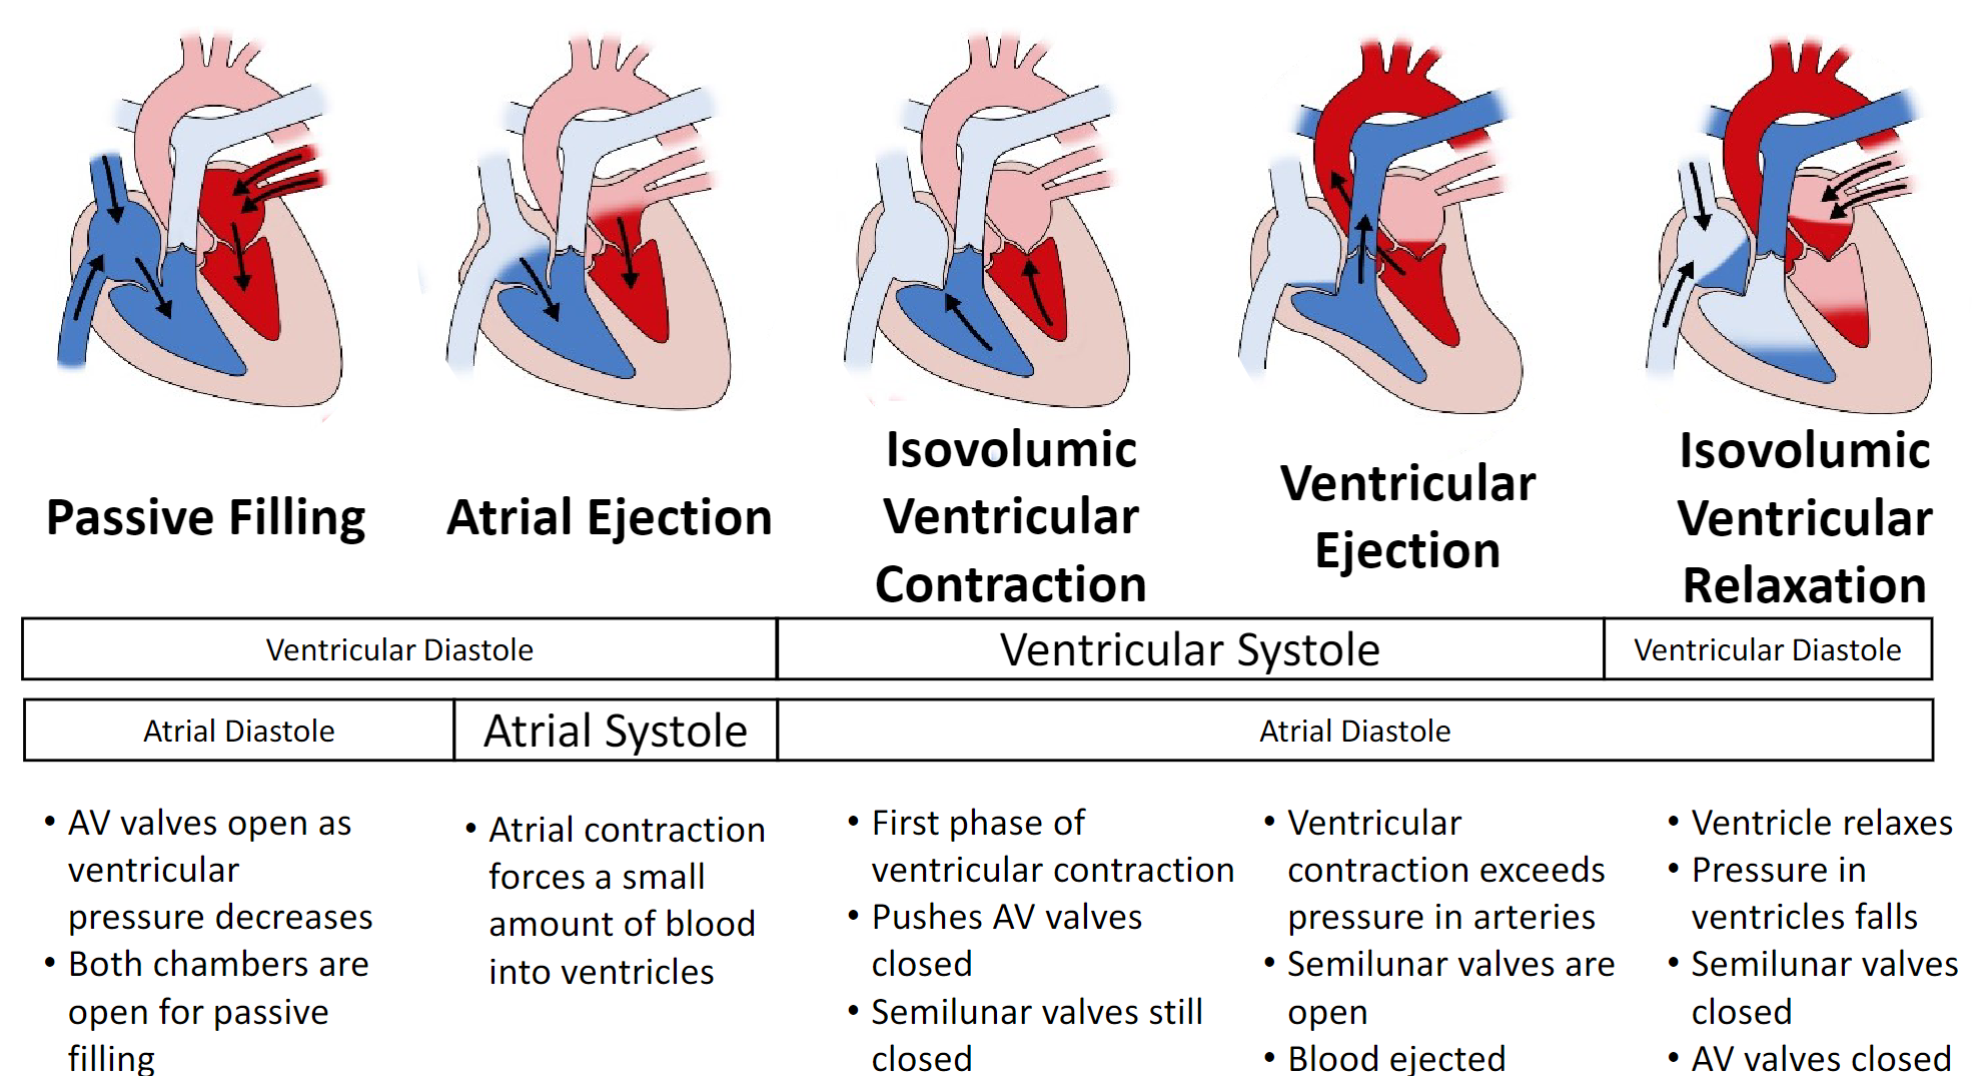 Passive Filling
Atrial Ejection
Isovolumic
Ventricular
Contraction
Ventricular
Ejection
Isovolumic
Ventricular
Relaxation
Ventricular Diastole
Ventricular Systole
Ventricular Diastole
Atrial Diastole
Atrial Systole
Atrial Diastole
• AV valves open as
ventricular
pressure decreases
• Both chambers are
open for passive
filling
• Atrial contraction
forces a small
amount of blood
into ventricles
• First phase of
ventricular contraction
• Pushes AV valves
closed
• Semilunar valves still
closed
• Ventricular
contraction exceeds
pressure in arteries
• Semilunar valves are
open
• Blood ejected
• Ventricle relaxes
• Pressure in
ventricles falls
• Semilunar valves
closed
• AV valves closed